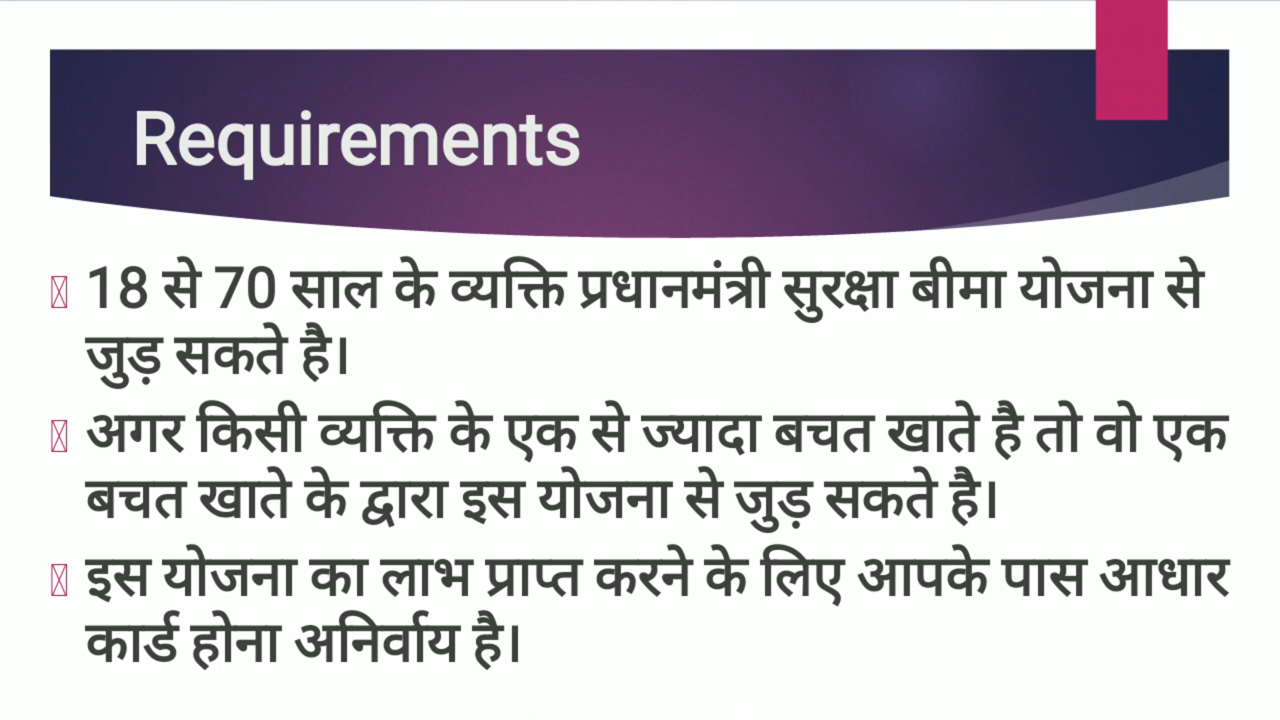 Requirements
18 से 70 साल के व्यक्ति प्रधानमंत्री सुरक्षा बीमा योजना से
जुड़ सकते है।
अगर किसी व्यक्ति के एक से ज्यादा बचत खाते है तो वो एक
बचत खाते के द्वारा इस योजना से जुड़ सकते है।
इस योजना का लाभ प्राप्त करने के लिए आपके पास आधार
कार्ड होना अनिर्वाय है।